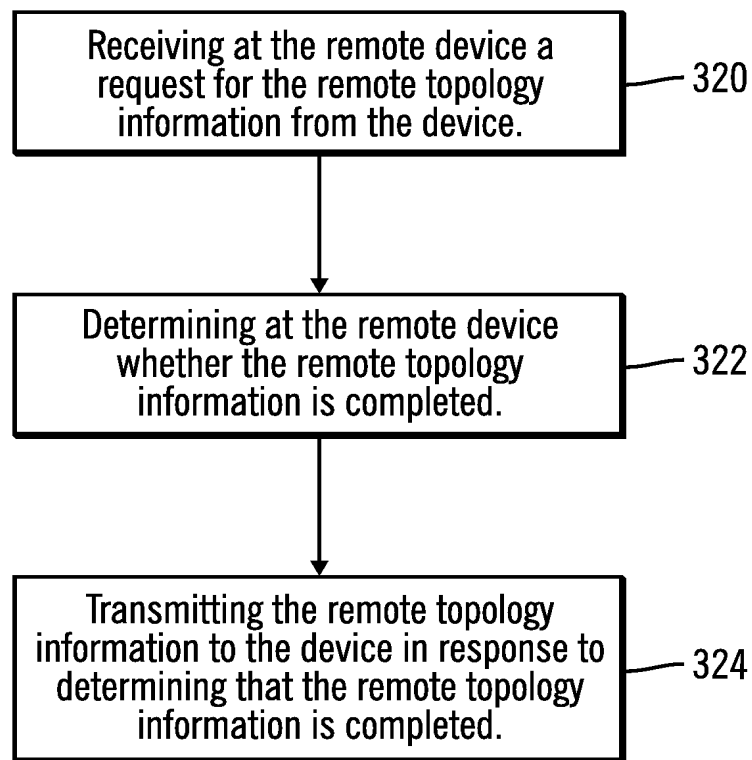 Receiving at the remote device a
request for the remote topology
information from the device.
320
Determining at the remote device
whether the remote topology
information is completed.
322
Transmitting the remote topology
information to the device in response to
determining that the remote topology
information is completed.
324